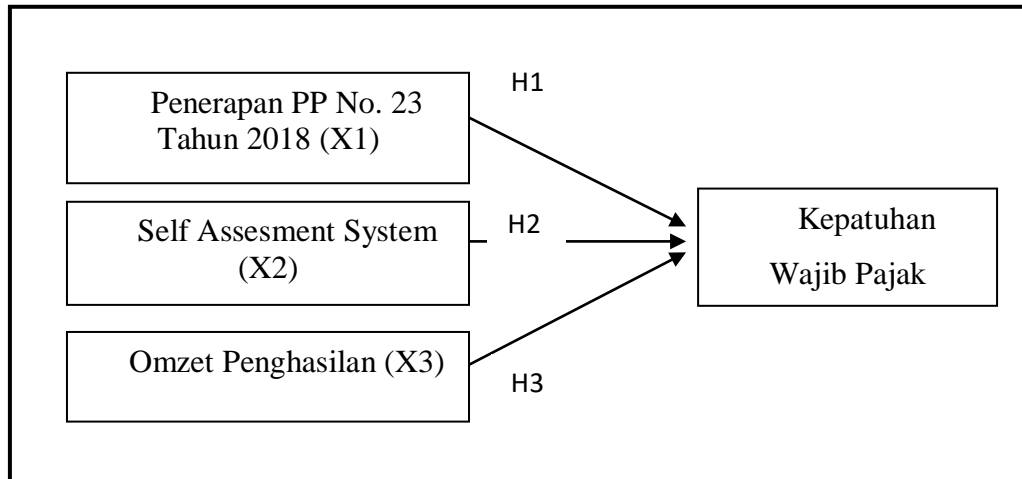 H1
Penerapan PP No. 23
Tahun 2018 (X1)
Self Assesment System
(X2)
H2
Kepatuhan
Wajib Pajak
Omzet Penghasilan (X3)
H3